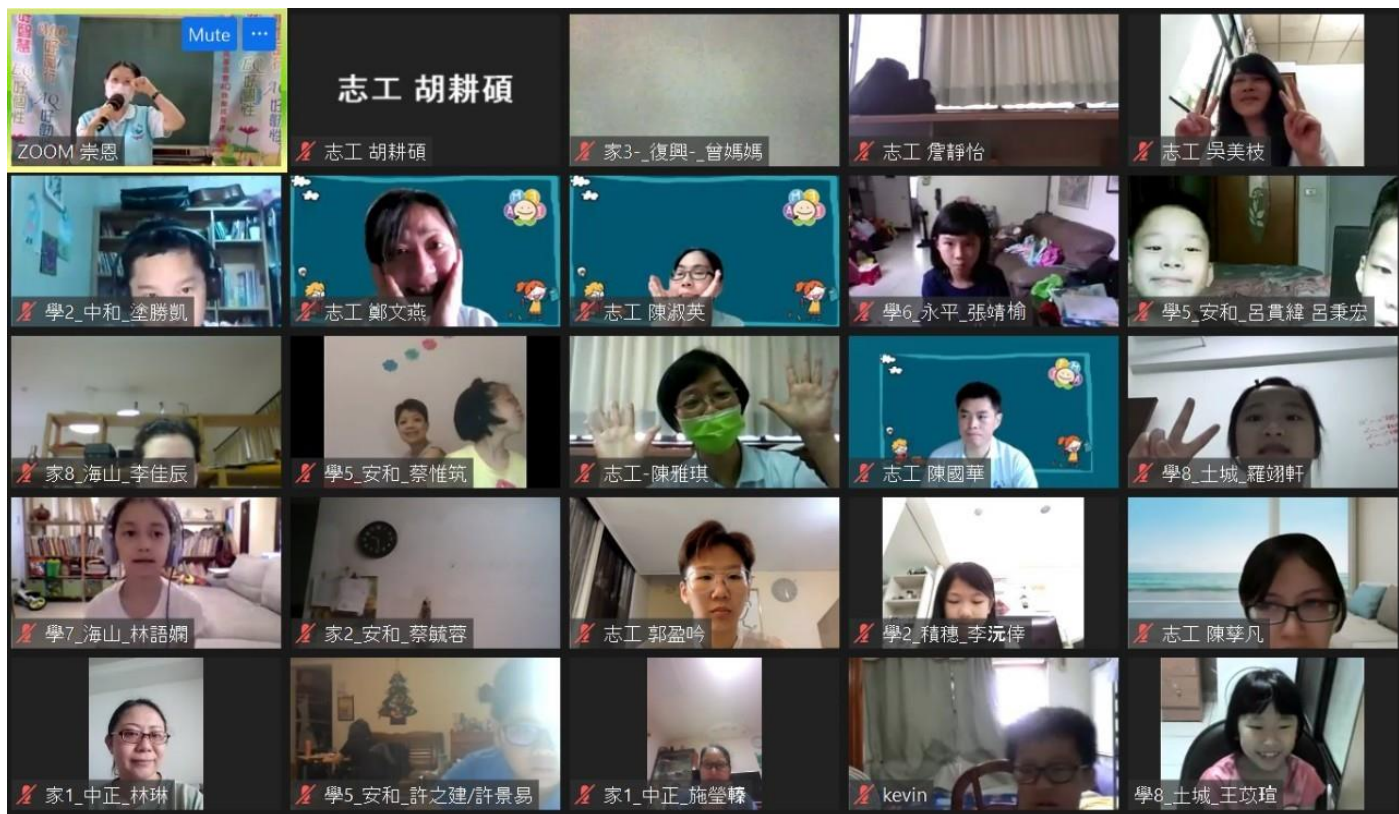 Mute
ZOOM 崇恩
志工 胡耕碩
志工 胡耕碩
家3-_復興-_曾媽媽
志工 詹靜怡
志工 吳美枝
學2_中和_塗勝凱
志工 鄭文燕
志工 陳淑英
學6_永平_張靖榆
學5_安和_呂貫緯 呂秉宏
家8_海山_李佳辰
學5_安和_蔡惟筑
志工-陳雅琪
志工 陳國華
學8_土城_羅翊軒
學7_海山_林語嫻
家2_安和_蔡毓蓉
志工 郭盈吟
學2_積穗_李沅倖
志工 陳孳凡
家1_中正_林琳
學5_安和_許之建/許景易
家1_中正_施瑩轃
kevin
學8_土城_王苡瑄